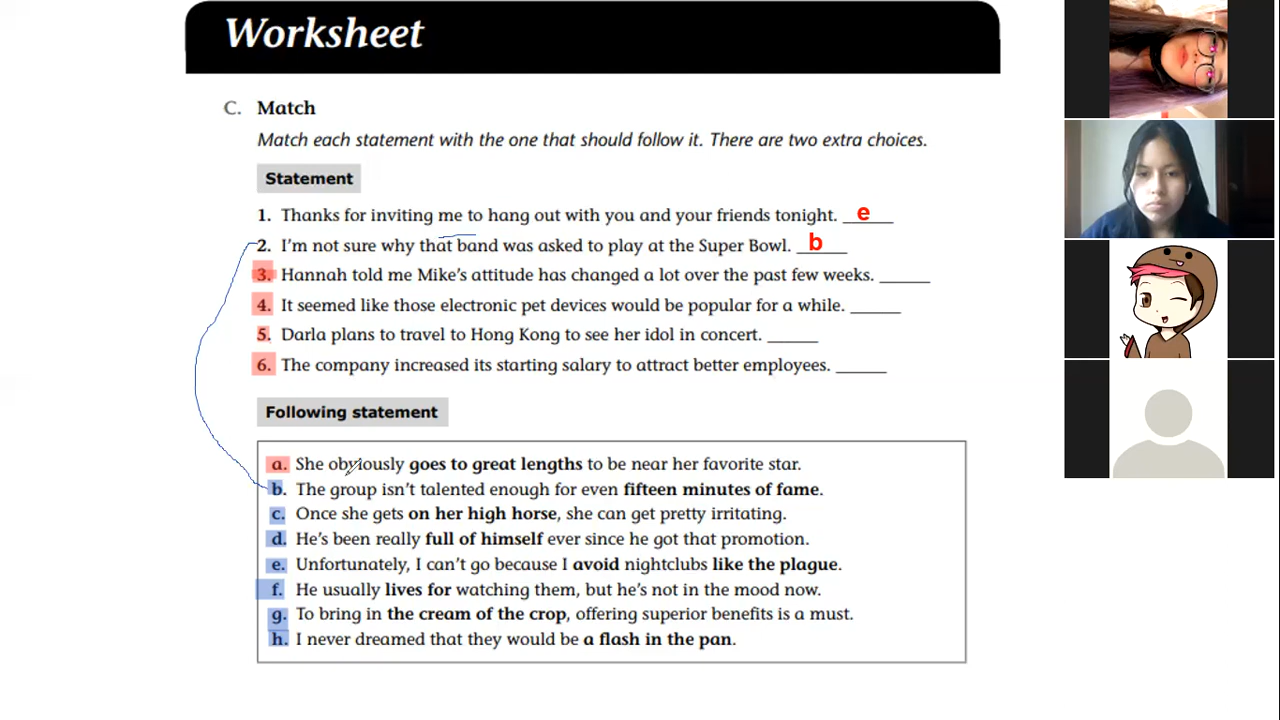 Worksheet
C. Match
Match each statement with the one that should follow it. There are two extra choices.
Statement
1. Thanks for inviting me to hang out with you and your friends tonight. e
2. I'm not sure why that band was asked to play at the Super Bowl. b
3. Hannah told me Mike's attitude has changed a lot over the past few weeks. _____
4. It seemed like those electronic pet devices would be popular for a while. _____
5. Darla plans to travel to Hong Kong to see her idol in concert. _____
6. The company increased its starting salary to attract better employees. _____
Following statement
a. She obviously goes to great lengths to be near her favorite star.
b. The group isn't talented enough for even fifteen minutes of fame.
c. Once she gets on her high horse, she can get pretty irritating.
d. He's been really full of himself ever since he got that promotion.
e. Unfortunately, I can't go because I avoid nightclubs like the plague.
f. He usually lives for watching them, but he's not in the mood now.
g. To bring in the cream of the crop, offering superior benefits is a must.
h. I never dreamed that they would be a flash in the pan.